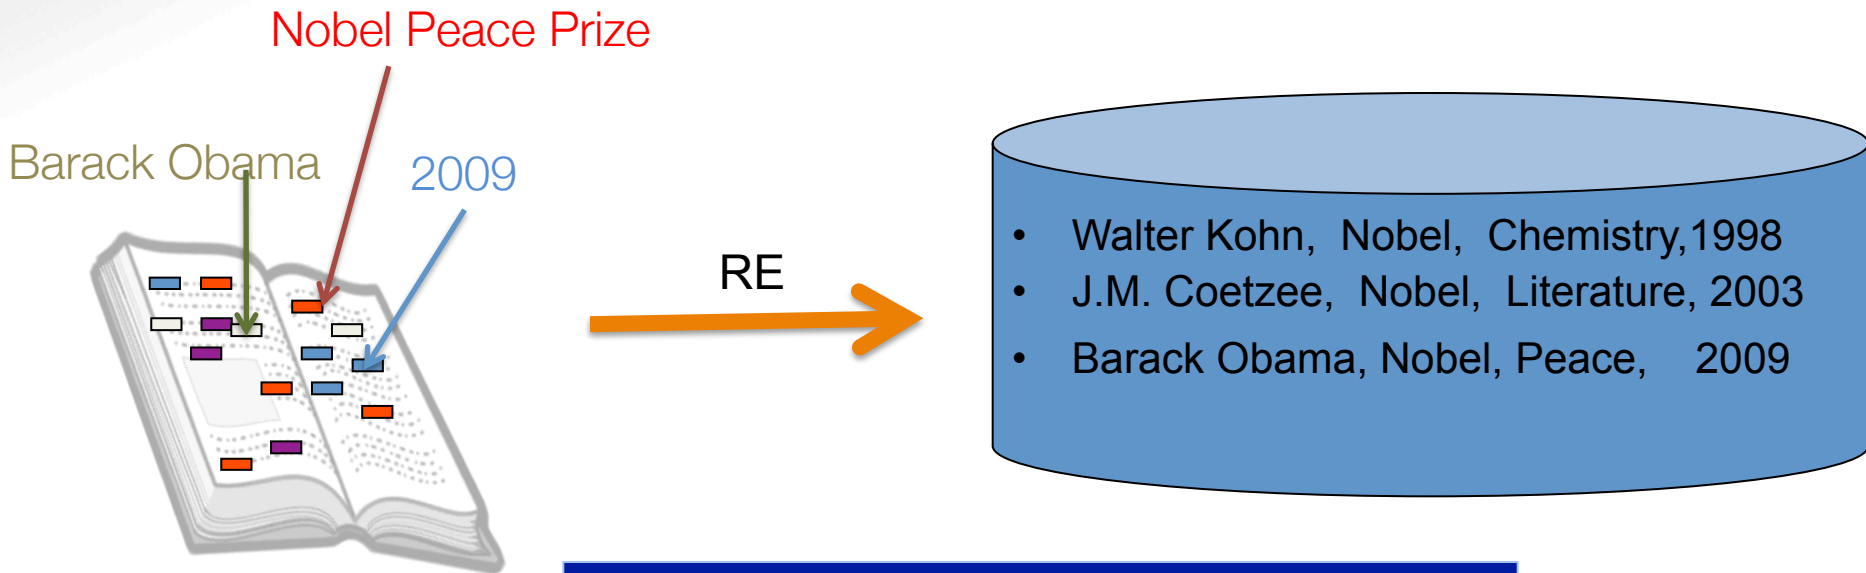 Nobel Peace Prize
Barack Obama
2009
RE
• Walter Kohn, Nobel, Chemistry,1998
• J.M. Coetzee, Nobel, Literature, 2003
• Barack Obama, Nobel, Peace, 2009